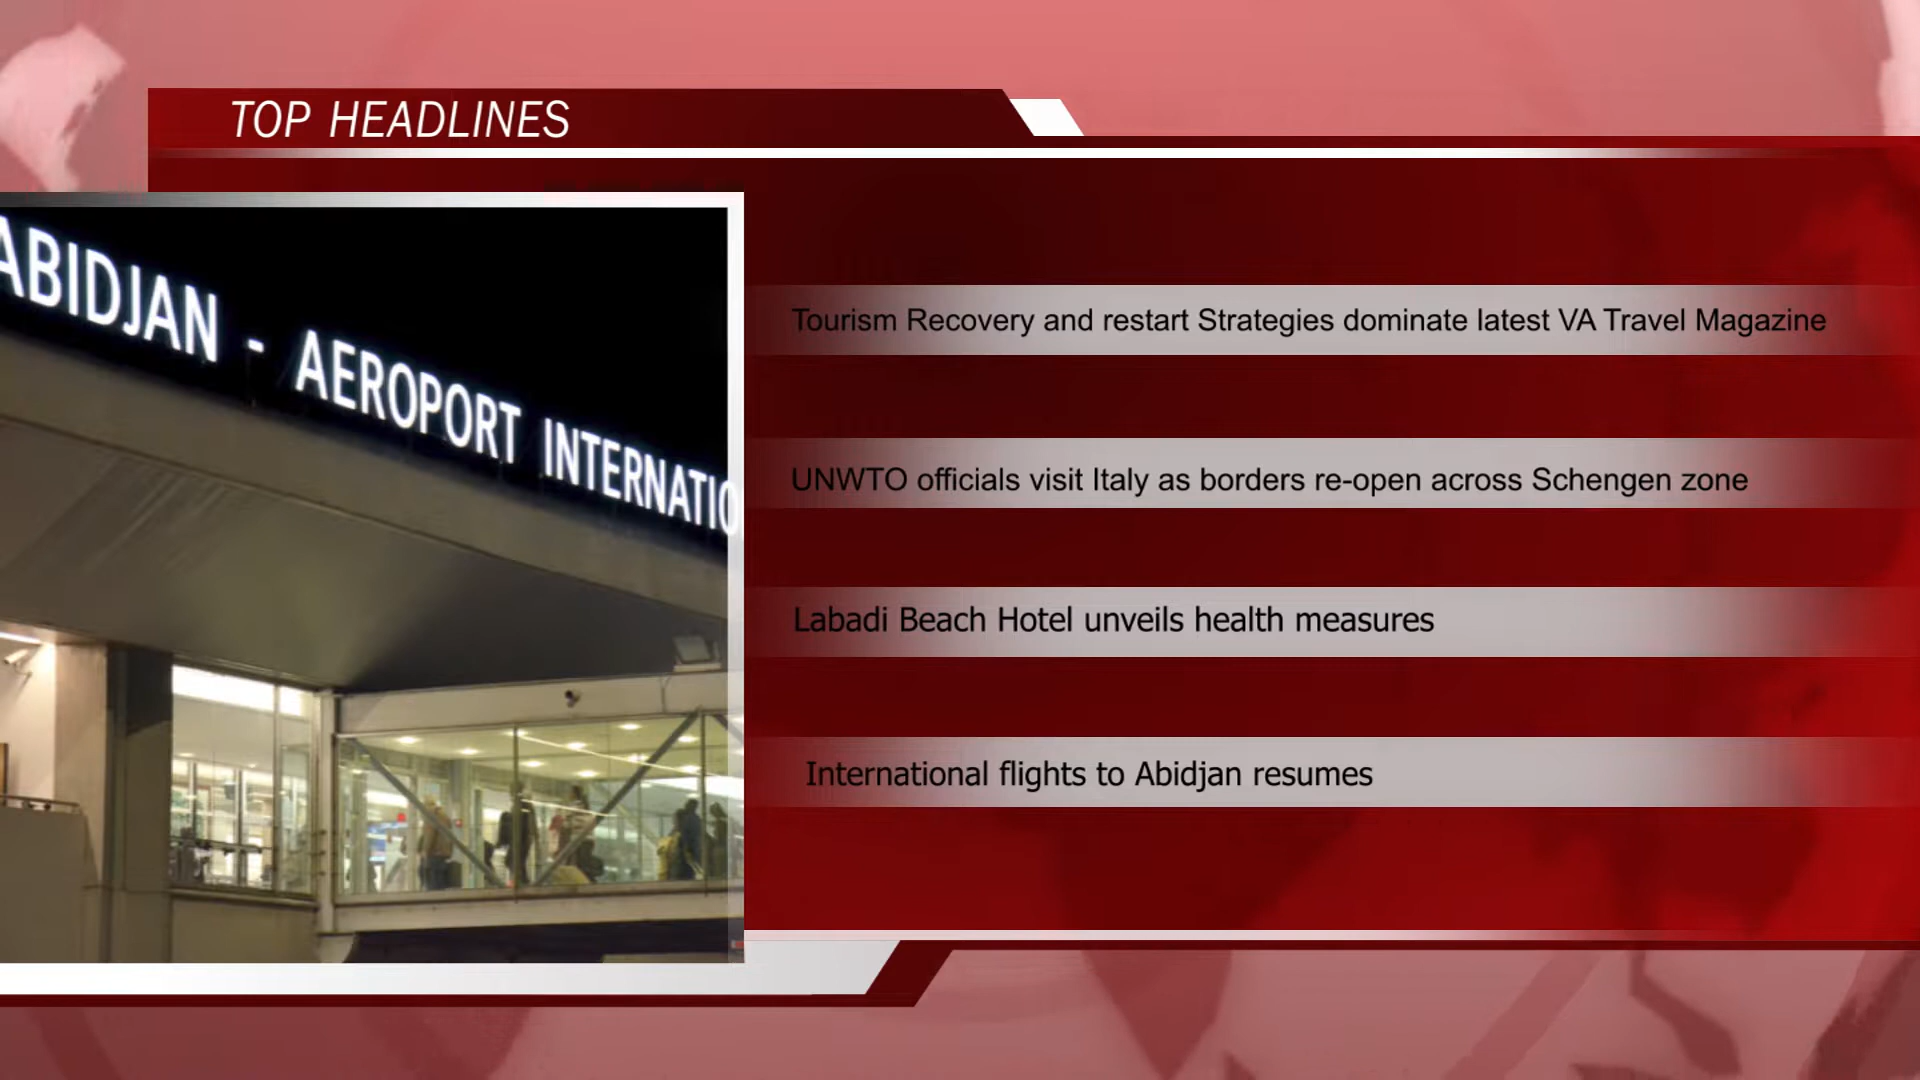 TOP HEADLINES
ABIDJAN - AEROPORT INTERNATIO
Tourism Recovery and restart Strategies dominate latest VA Travel Magazine
UNWTO officials visit Italy as borders re-open across Schengen zone
Labadi Beach Hotel unveils health measures
International flights to Abidjan resumes